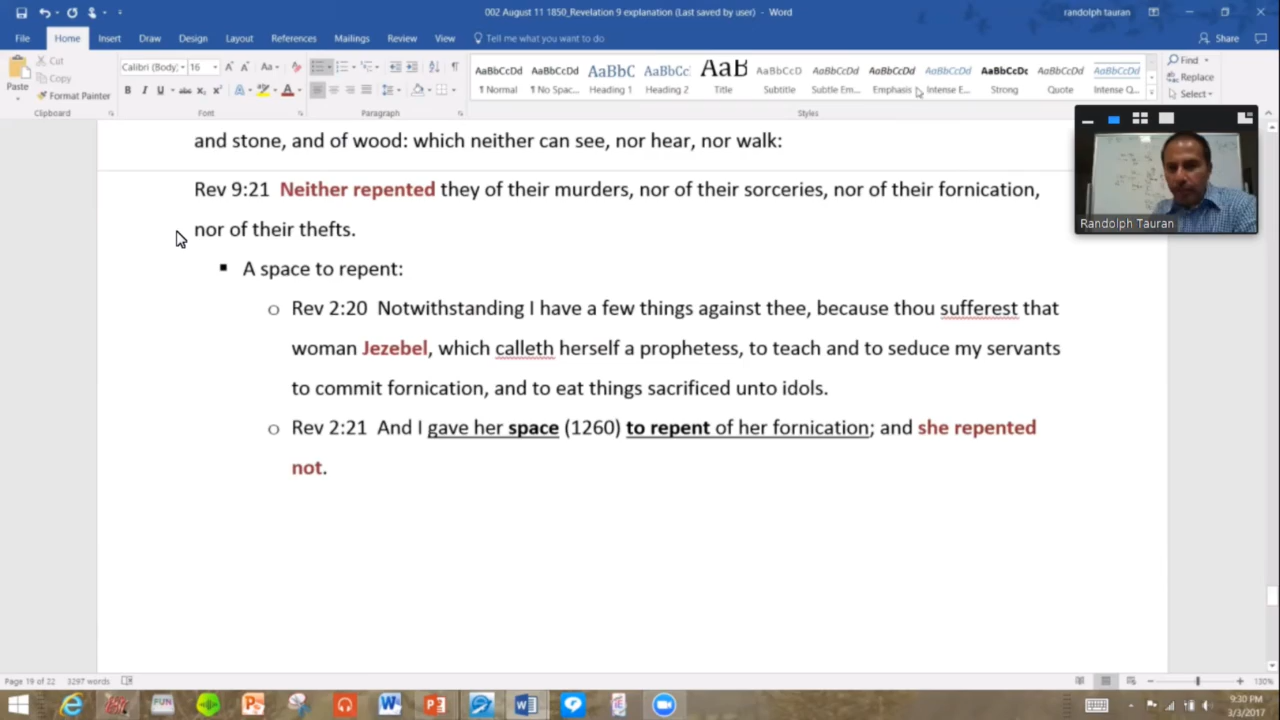 002 August 11 1850_Revelation 9 explanation (Last saved by user) - Word
randolph tauran
File Home Insert Draw Design Layout References Mailings Review View Tell me what you want to do Share
Paste
Cut
Copy
Format Painter
Clipboard
Calibri (Body) 16
Font
Paragraph
AaBbCcDd AaBbCcDd AaBbC AaBbCc AaB AaBbCcD AaBbCcDd AaBbCcDd AaBbCcDd AaBbCcDc AaBbCcDd AaBbCcDd
¶ Normal ¶ No Spac... Heading 1 Heading 2 Title Subtitle Subtle Em... Emphasis Intense E... Strong Quote Intense Q...
Styles
Find
Replace
Select
Randolph Tauran
and stone, and of wood: which neither can see, nor hear, nor walk:
Rev 9:21 Neither repented they of their murders, nor of their sorceries, nor of their fornication,
nor of their thefts.
▪ A space to repent:
o Rev 2:20 Notwithstanding I have a few things against thee, because thou sufferest that
woman Jezebel, which calleth herself a prophetess, to teach and to seduce my servants
to commit fornication, and to eat things sacrificed unto idols.
o Rev 2:21 And I gave her space (1260) to repent of her fornication; and she repented
not.
Page 19 of 22 3297 words
130%
FUN
9:30 PM
3/3/2017